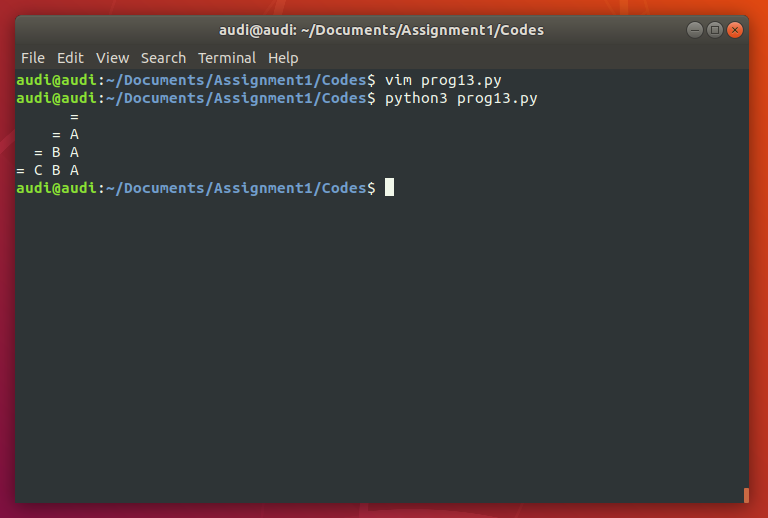 audi@audi: ~/Documents/Assignment1/Codes
File Edit View Search Terminal Help
audi@audi:~/Documents/Assignment1/Codes$ vim prog13.py
audi@audi:~/Documents/Assignment1/Codes$ python3 prog13.py
      =
    = A
  = B A
= C B A
audi@audi:~/Documents/Assignment1/Codes$